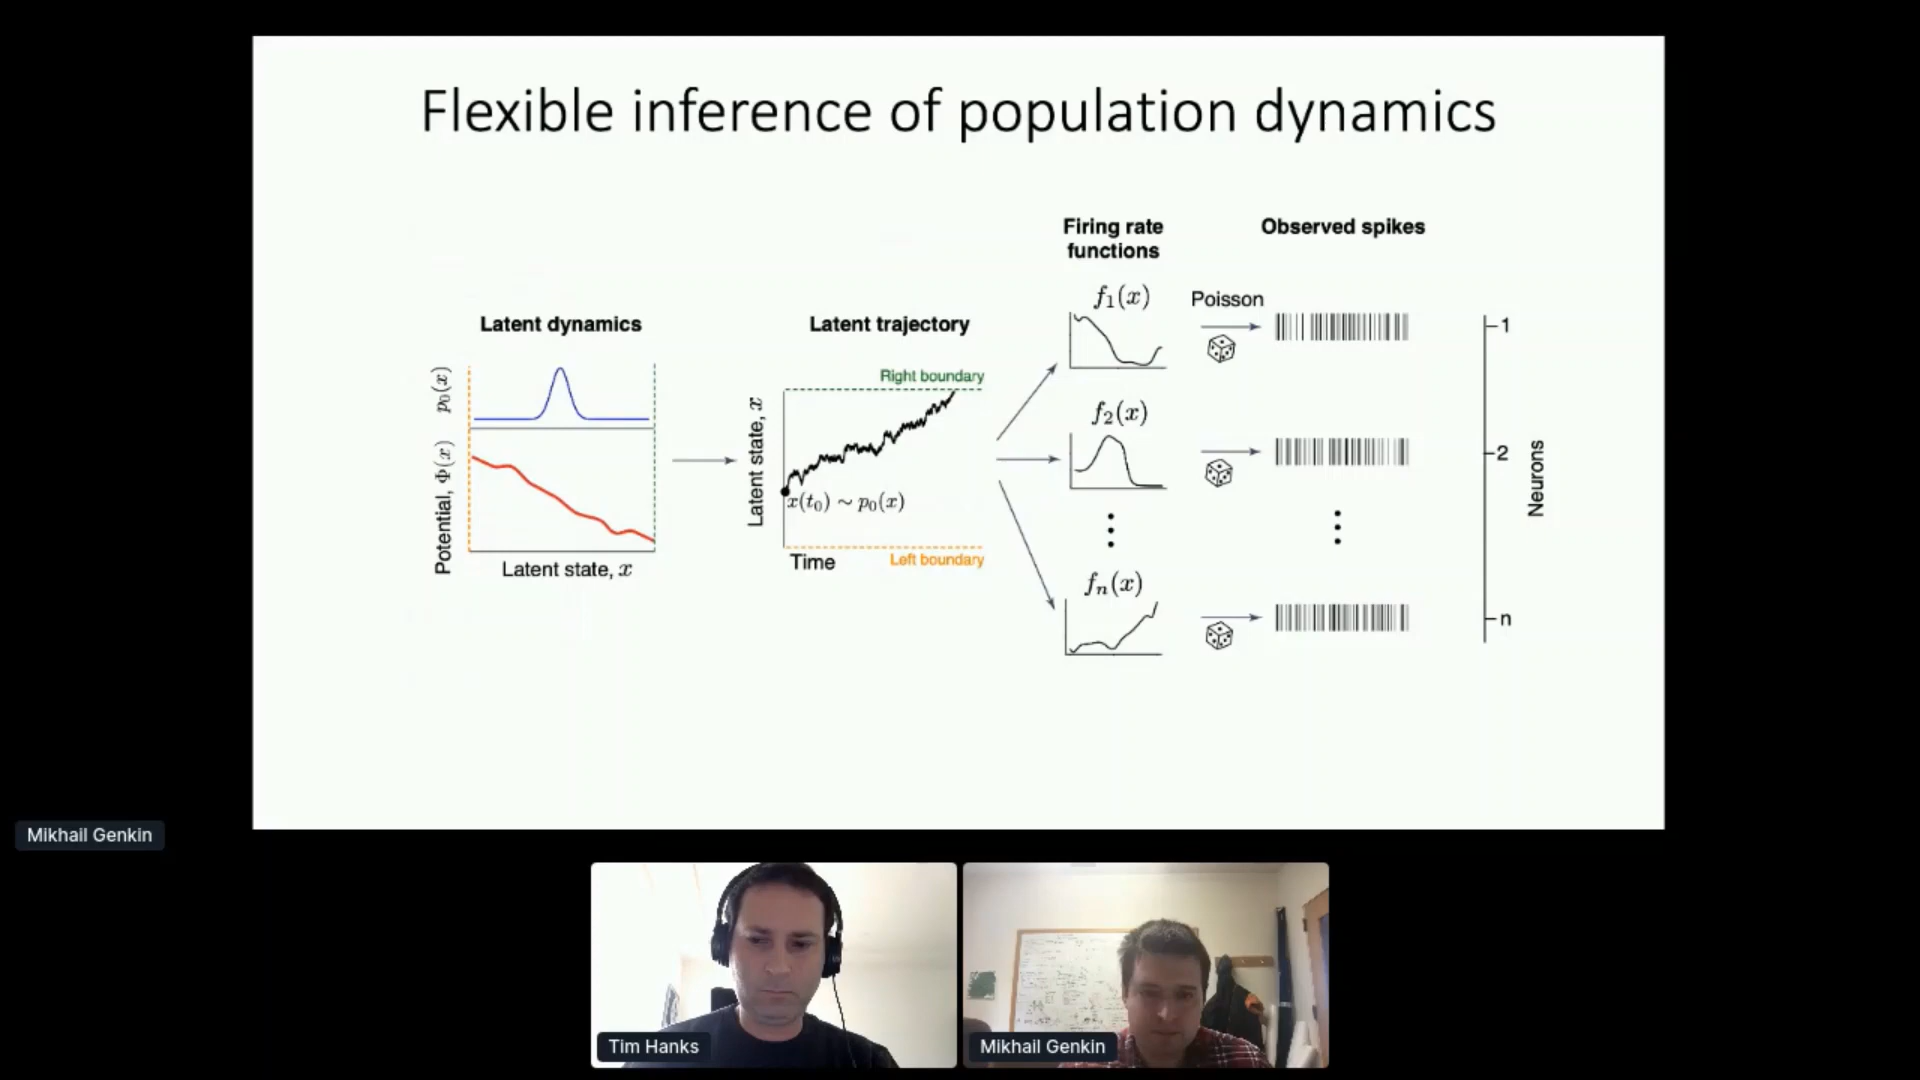 Flexible inference of population dynamics
Firing rate
functions
Observed spikes
Latent dynamics
Latent trajectory
p₀(x)
Potential, Φ(x)
Latent state, x
Latent state, x
Right boundary
x(t₀) ~ p₀(x)
Time
Left boundary
f₁(x)
Poisson
1
f₂(x)
2
Neurons
fₙ(x)
n
Mikhail Genkin
Tim Hanks
Mikhail Genkin